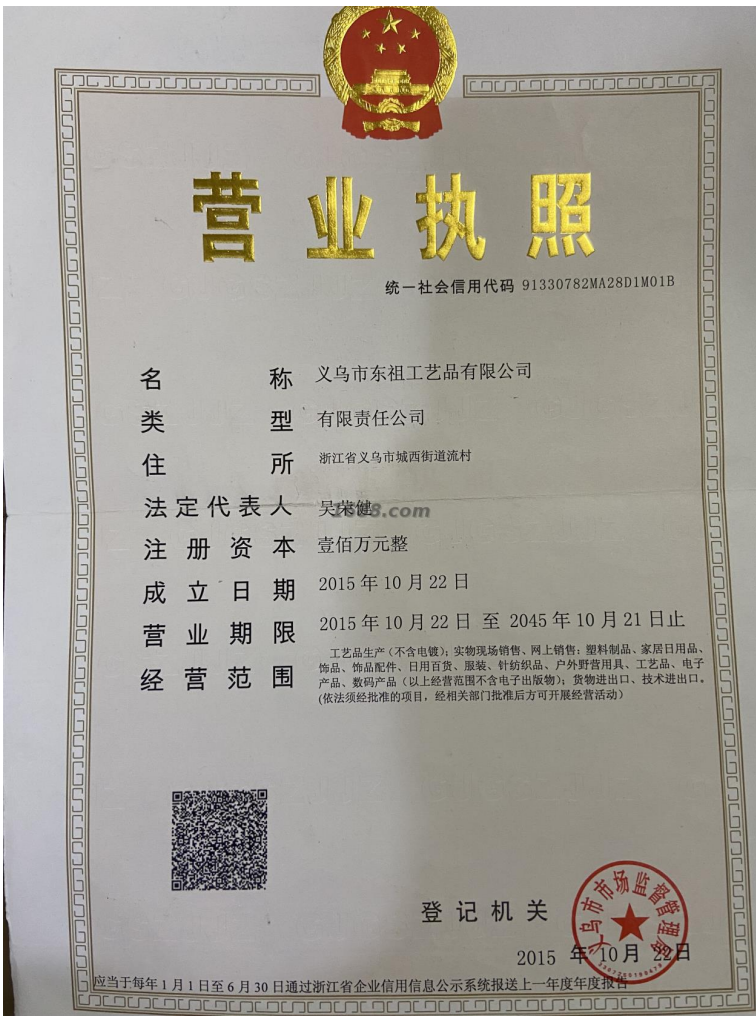 营业执照
统一社会信用代码 91330782MA28D1M01B
名称 义乌市东祖工艺品有限公司
类型 有限责任公司
住所 浙江省义乌市城西街道流村
法定代表人 吴荣健
1688.com
注册资本 壹佰万元整
成立日期 2015年10月22日
营业期限 2015年10月22日至2045年10月21日止
经营范围 工艺品生产(不含电镀)；实物现场销售、网上销售：塑料制品、家居日用品、
饰品、饰品配件、日用百货、服装、针纺织品、户外野营用具、工艺品、电子
产品、数码产品（以上经营范围不含电子出版物）；货物进出口、技术进出口。
(依法须经批准的项目，经相关部门批准后方可开展经营活动）
登记机关
义乌市市场监督管理局
2015年10月22日
应当于每年1月1日至6月30日通过浙江省企业信用信息公示系统报送上一年度年度报告